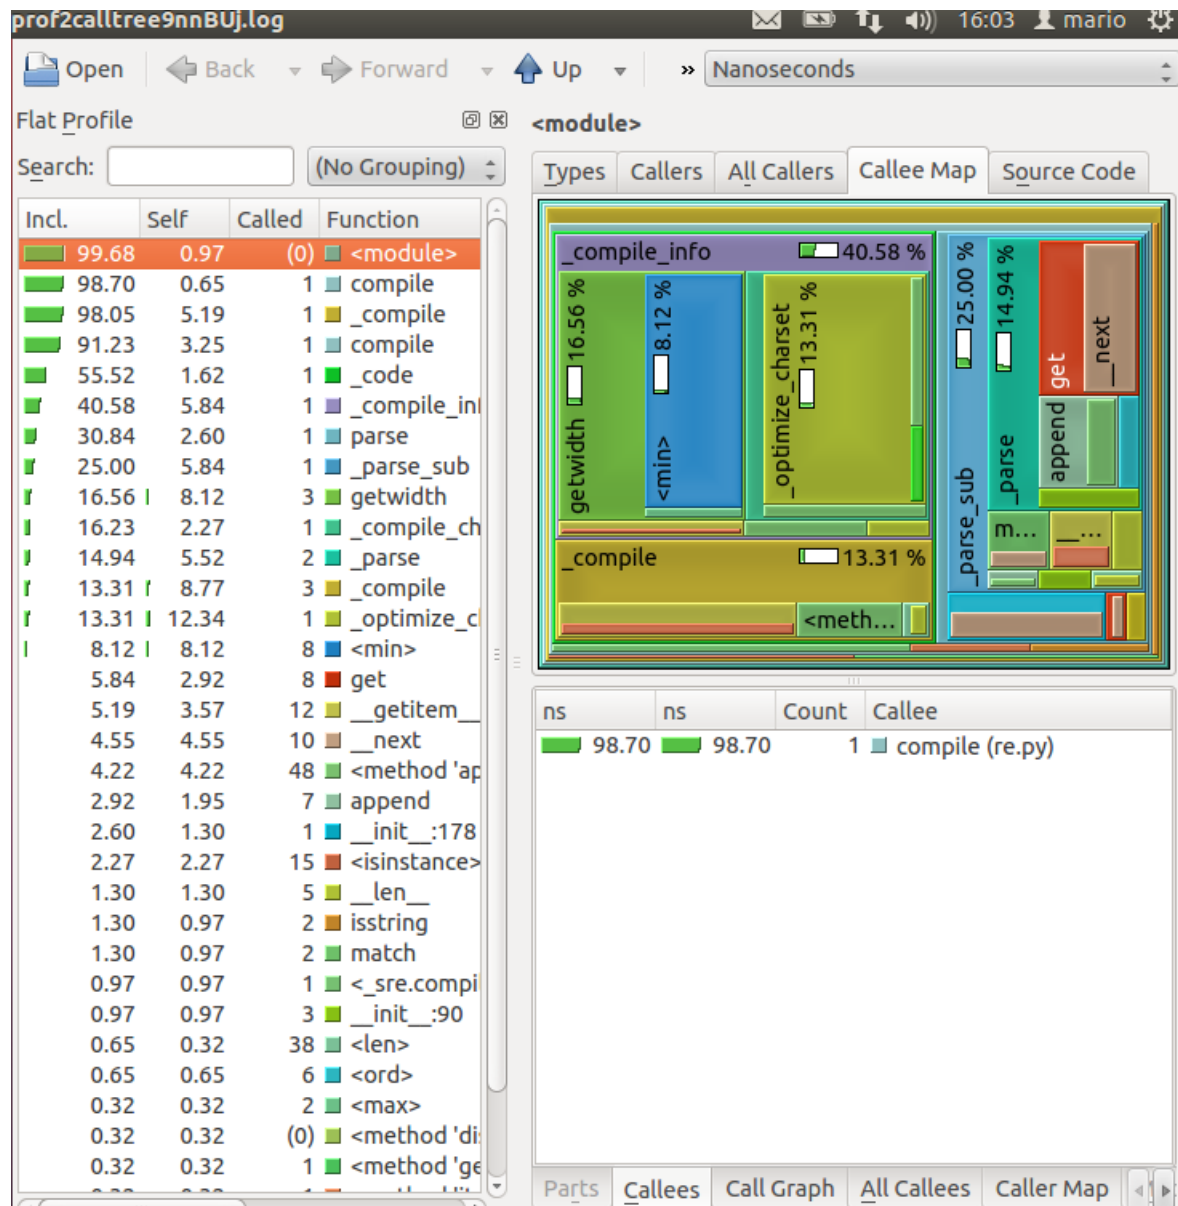 prof2calltree9nnBUj.log 16:03 mario
Open Back Forward Up » Nanoseconds
Flat Profile
Search: (No Grouping)
Incl. Self Called Function
99.68 0.97 (0) <module>
98.70 0.65 1 compile
98.05 5.19 1 _compile
91.23 3.25 1 compile
55.52 1.62 1 _code
40.58 5.84 1 _compile_inf
30.84 2.60 1 parse
25.00 5.84 1 _parse_sub
16.56 8.12 3 getwidth
16.23 2.27 1 _compile_ch
14.94 5.52 2 _parse
13.31 8.77 3 _compile
13.31 12.34 1 _optimize_c
8.12 8.12 8 <min>
5.84 2.92 8 get
5.19 3.57 12 __getitem__
4.55 4.55 10 __next
4.22 4.22 48 <method 'ap
2.92 1.95 7 append
2.60 1.30 1 __init__:178
2.27 2.27 15 <isinstance>
1.30 1.30 5 __len__
1.30 0.97 2 isstring
1.30 0.97 2 match
0.97 0.97 1 <_sre.compi
0.97 0.97 3 __init__:90
0.65 0.32 38 <len>
0.65 0.65 6 <ord>
0.32 0.32 2 <max>
0.32 0.32 (0) <method 'di
0.32 0.32 1 <method 'ge
<module>
Types Callers All Callers Callee Map Source Code
_compile_info 40.58 %
getwidth 16.56 %
<min> 8.12 %
_optimize_charset 13.31 %
_compile 13.31 %
<meth...
_parse_sub 25.00 %
_parse 14.94 %
get
__next
append
m...
__...
ns ns Count Callee
98.70 98.70 1 compile (re.py)
Parts Callees Call Graph All Callees Caller Map